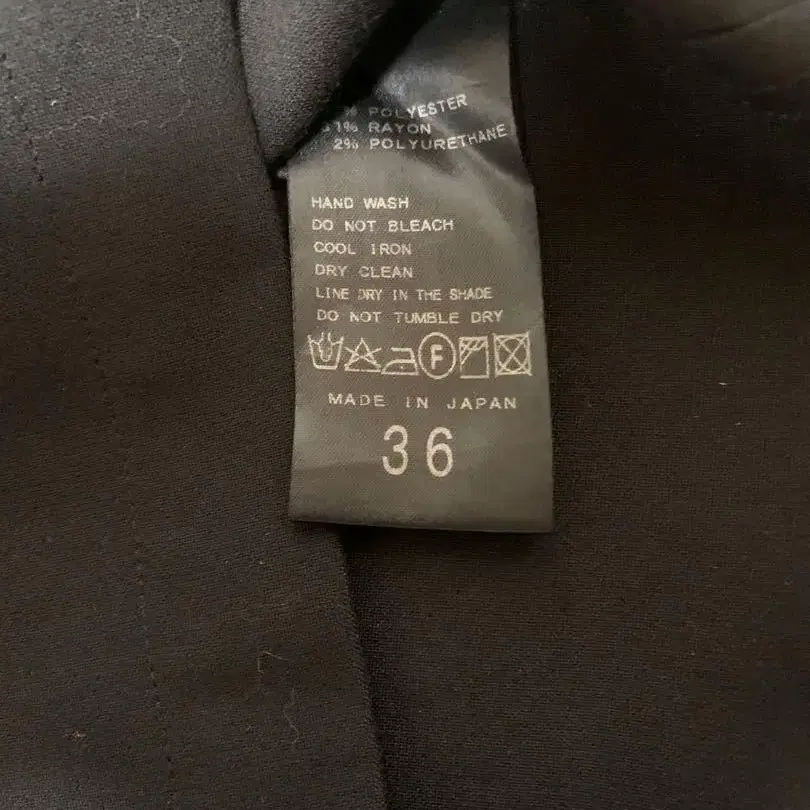 % POLYESTER
1% RAYON
2% POLYURETHANE
HAND WASH
DO NOT BLEACH
COOL IRON
DRY CLEAN
LINE DRY IN THE SHADE
DO NOT TUMBLE DRY
F
MADE IN JAPAN
36